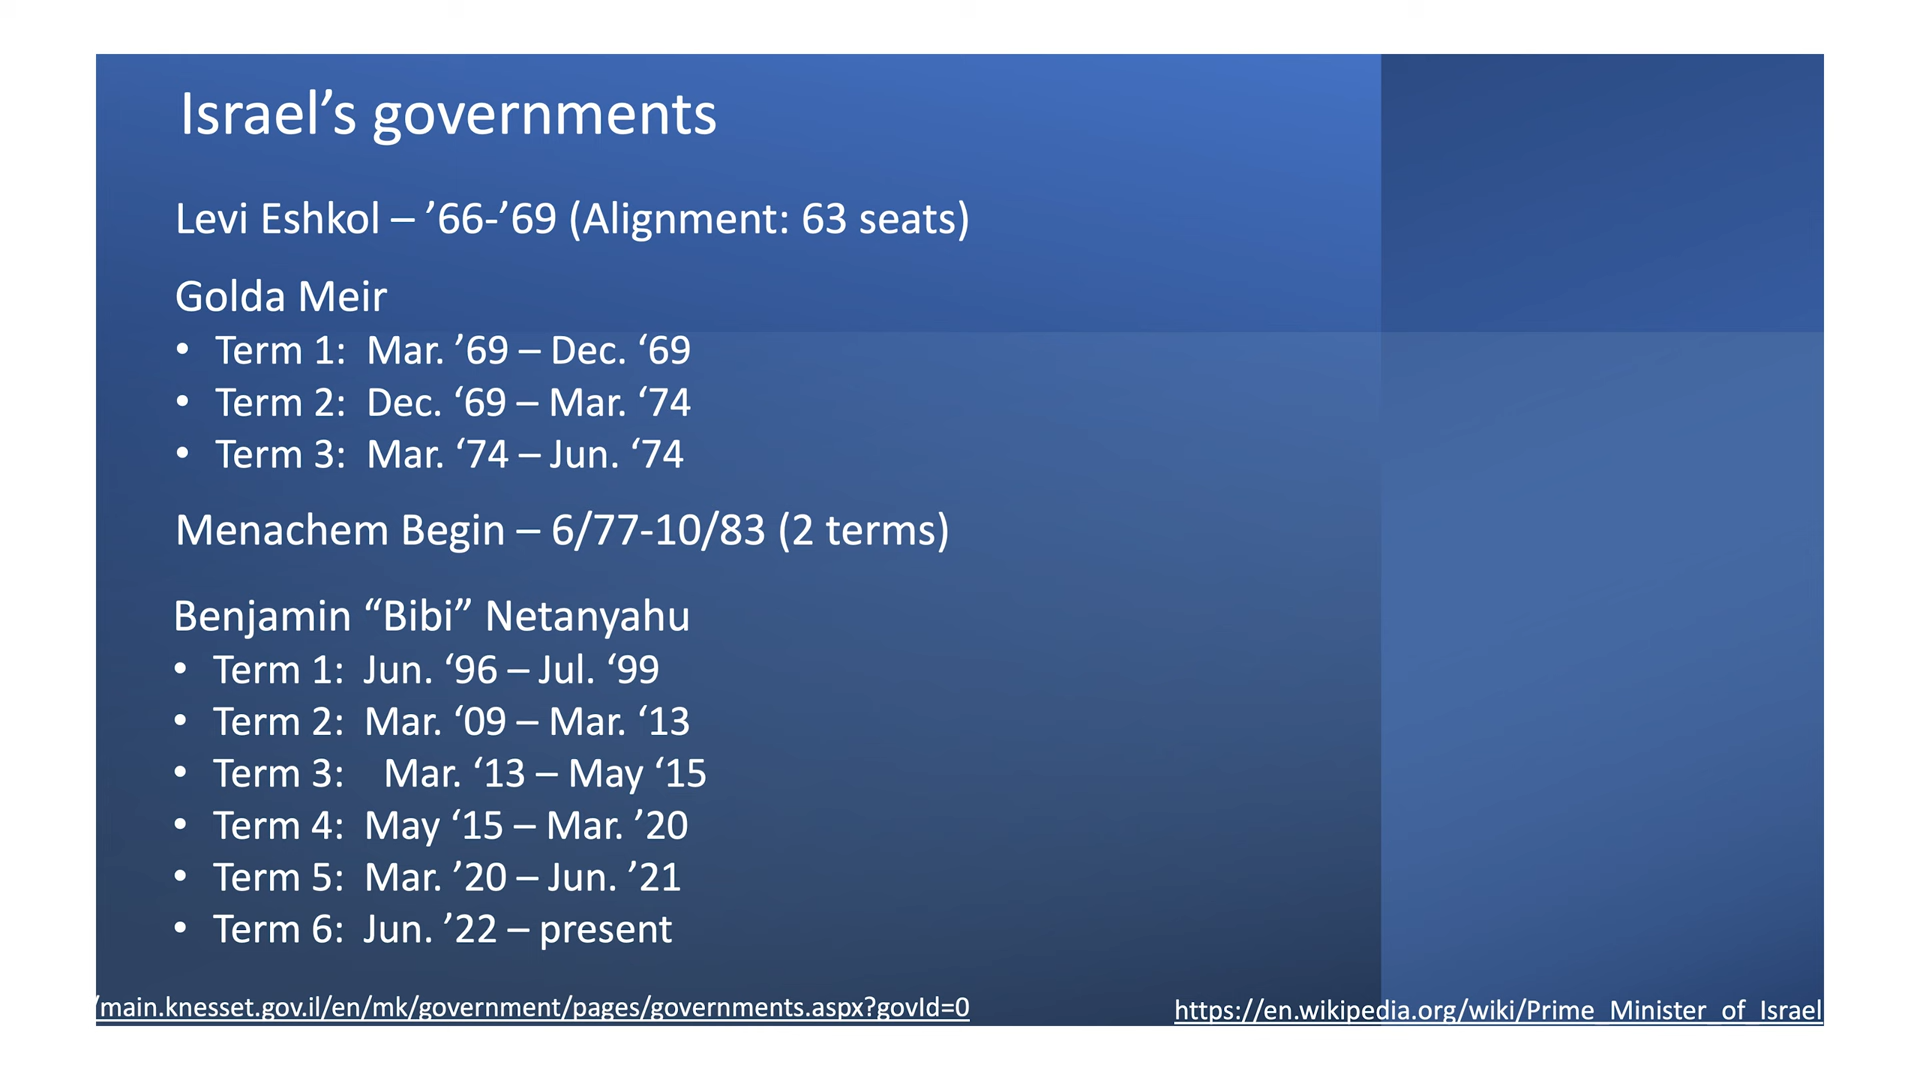 Israel’s governments
Levi Eshkol – ’66-’69 (Alignment: 63 seats)
Golda Meir
• Term 1: Mar. ’69 – Dec. ‘69
• Term 2: Dec. ‘69 – Mar. ‘74
• Term 3: Mar. ‘74 – Jun. ‘74
Menachem Begin – 6/77-10/83 (2 terms)
Benjamin “Bibi” Netanyahu
• Term 1: Jun. ‘96 – Jul. ‘99
• Term 2: Mar. ‘09 – Mar. ‘13
• Term 3: Mar. ‘13 – May ‘15
• Term 4: May ‘15 – Mar. ’20
• Term 5: Mar. ’20 – Jun. ’21
• Term 6: Jun. ’22 – present
/main.knesset.gov.il/en/mk/government/pages/governments.aspx?govId=0
https://en.wikipedia.org/wiki/Prime_Minister_of_Israel